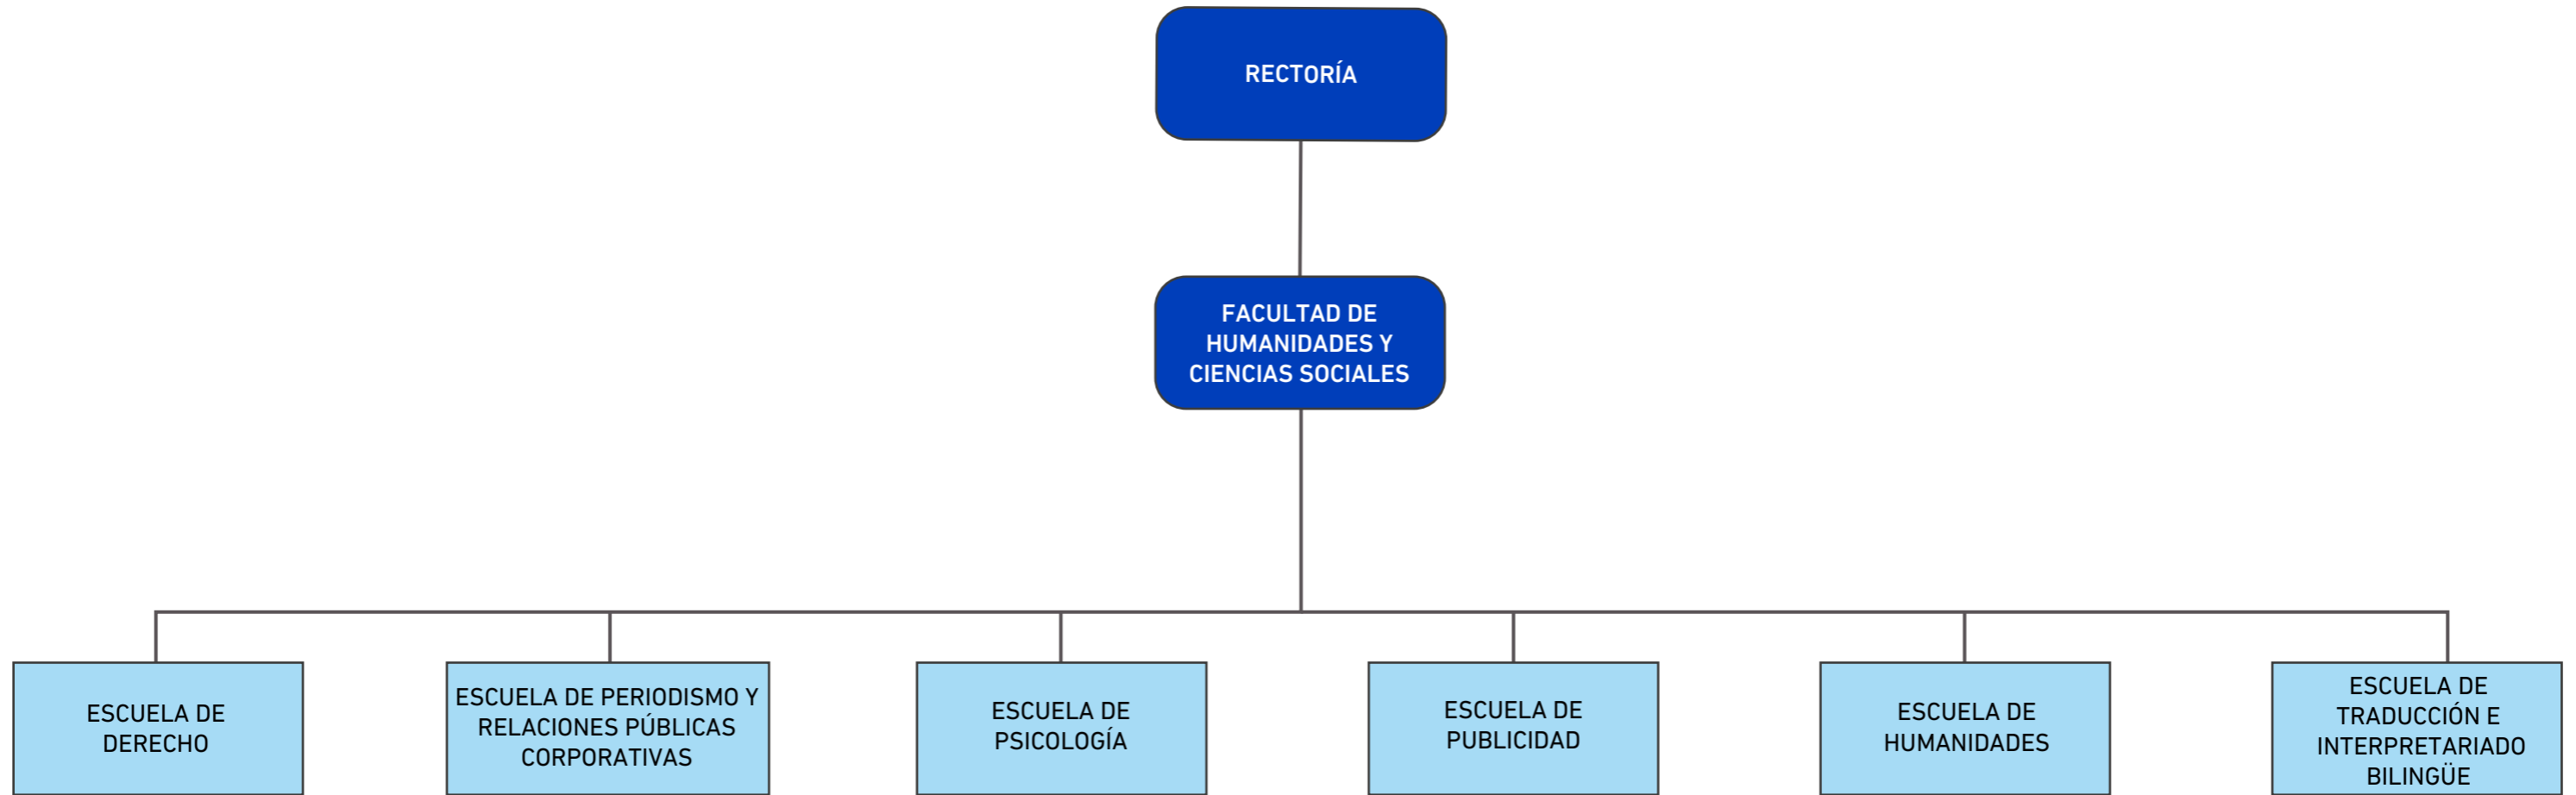 RECTORÍA
FACULTAD DE
HUMANIDADES Y
CIENCIAS SOCIALES
ESCUELA DE
DERECHO
ESCUELA DE PERIODISMO Y
RELACIONES PÚBLICAS
CORPORATIVAS
ESCUELA DE
PSICOLOGÍA
ESCUELA DE
PUBLICIDAD
ESCUELA DE
HUMANIDADES
ESCUELA DE
TRADUCCIÓN E
INTERPRETARIADO
BILINGÜE